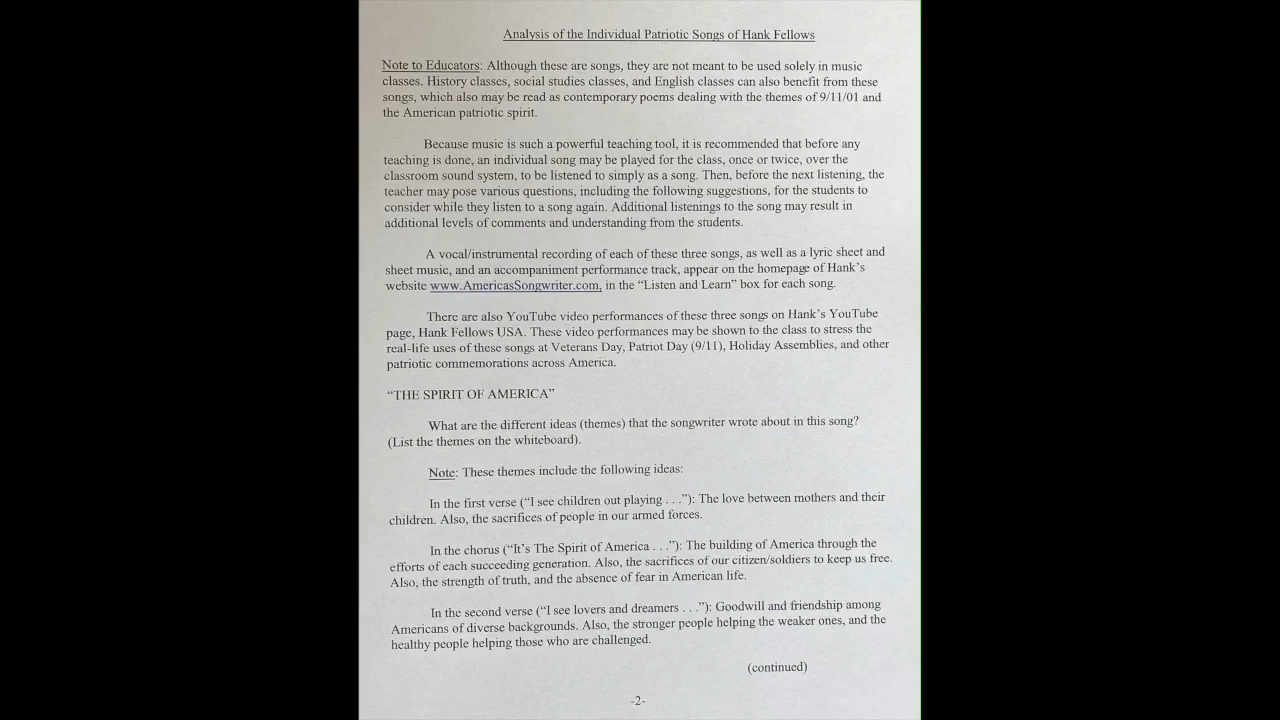 Analysis of the Individual Patriotic Songs of Hank Fellows
Note to Educators: Although these are songs, they are not meant to be used solely in music
classes. History classes, social studies classes, and English classes can also benefit from these
songs, which also may be read as contemporary poems dealing with the themes of 9/11/01 and
the American patriotic spirit.
Because music is such a powerful teaching tool, it is recommended that before any
teaching is done, an individual song may be played for the class, once or twice, over the
classroom sound system, to be listened to simply as a song. Then, before the next listening, the
teacher may pose various questions, including the following suggestions, for the students to
consider while they listen to a song again. Additional listenings to the song may result in
additional levels of comments and understanding from the students.
A vocal/instrumental recording of each of these three songs, as well as a lyric sheet and
sheet music, and an accompaniment performance track, appear on the homepage of Hank's
website www.AmericasSongwriter.com, in the “Listen and Learn” box for each song.
There are also YouTube video performances of these three songs on Hank's YouTube
page, Hank Fellows USA. These video performances may be shown to the class to stress the
real-life uses of these songs at Veterans Day, Patriot Day (9/11), Holiday Assemblies, and other
patriotic commemorations across America.
“THE SPIRIT OF AMERICA”
What are the different ideas (themes) that the songwriter wrote about in this song?
(List the themes on the whiteboard).
Note: These themes include the following ideas:
In the first verse (“I see children out playing . . .”): The love between mothers and their
children. Also, the sacrifices of people in our armed forces.
In the chorus (“It's The Spirit of America . . .”): The building of America through the
efforts of each succeeding generation. Also, the sacrifices of our citizen/soldiers to keep us free.
Also, the strength of truth, and the absence of fear in American life.
In the second verse (“I see lovers and dreamers . . .”): Goodwill and friendship among
Americans of diverse backgrounds. Also, the stronger people helping the weaker ones, and the
healthy people helping those who are challenged.
(continued)
-2-